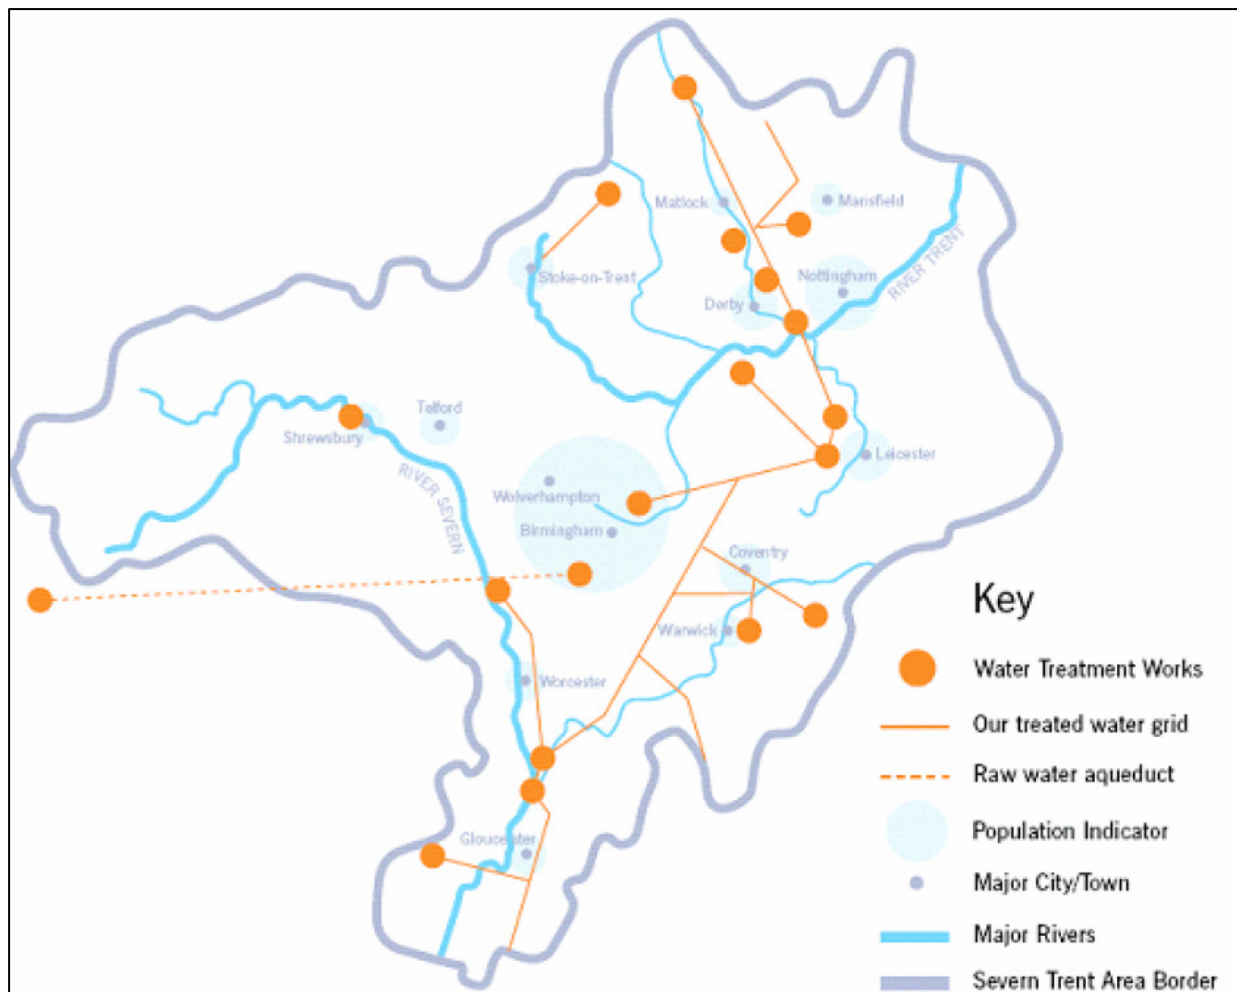 Matlock
Mansfield
RIVER TRENT
Stoke-on-Trent
Nottingham
Derby
Telford
Shrewsbury
Leicester
RIVER SEVERN
Wolverhampton
Birmingham
Coventry
Warwick
Worcester
Gloucester
Key
Water Treatment Works
Our treated water grid
Raw water aqueduct
Population Indicator
Major City/Town
Major Rivers
Severn Trent Area Border